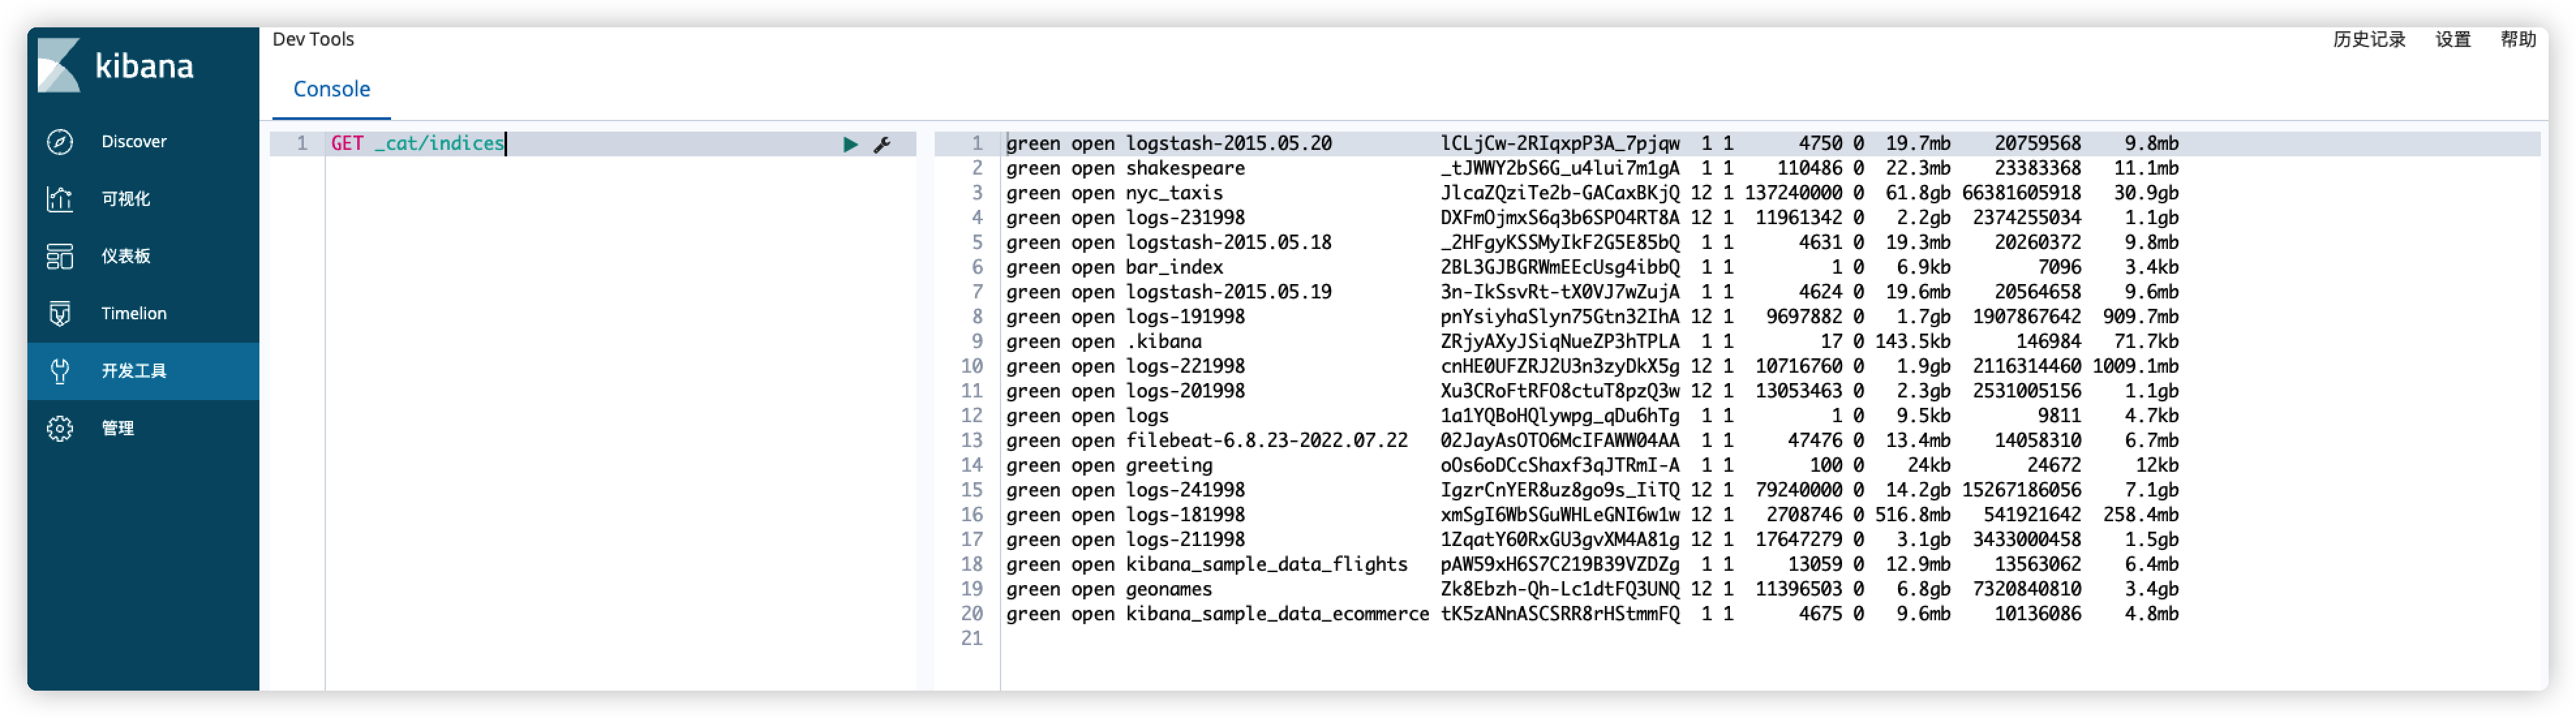 kibana
Discover
可视化
仪表板
Timelion
开发工具
管理
Dev Tools
历史记录 设置 帮助
Console
1 GET _cat/indices
1 green open logstash-2015.05.20 lCLjCw-2RIqxpP3A_7pjqw 1 1 4750 0 19.7mb 20759568 9.8mb
2 green open shakespeare _tJWWY2bS6G_u4lui7m1gA 1 1 110486 0 22.3mb 23383368 11.1mb
3 green open nyc_taxis JlcaZQziTe2b-GACaxBKjQ 12 1 137240000 0 61.8gb 66381605918 30.9gb
4 green open logs-231998 DXFmOjmxS6q3b6SPO4RT8A 12 1 11961342 0 2.2gb 2374255034 1.1gb
5 green open logstash-2015.05.18 _2HFgyKSSMyIkF2G5E85bQ 1 1 4631 0 19.3mb 20260372 9.8mb
6 green open bar_index 2BL3GJBGRWmEEcUsg4ibbQ 1 1 1 0 6.9kb 7096 3.4kb
7 green open logstash-2015.05.19 3n-IkSsvRt-tX0VJ7wZujA 1 1 4624 0 19.6mb 20564658 9.6mb
8 green open logs-191998 pnYsiyhaSlyn75Gtn32IhA 12 1 9697882 0 1.7gb 1907867642 909.7mb
9 green open .kibana ZRjyAXyJSiqNueZP3hTPLA 1 1 17 0 143.5kb 146984 71.7kb
10 green open logs-221998 cnHE0UFZRJ2U3n3zyDkX5g 12 1 10716760 0 1.9gb 2116314460 1009.1mb
11 green open logs-201998 Xu3CRoFtRFO8ctuT8pzQ3w 12 1 13053463 0 2.3gb 2531005156 1.1gb
12 green open logs 1a1YQBoHQlywpg_qDu6hTg 1 1 1 0 9.5kb 9811 4.7kb
13 green open filebeat-6.8.23-2022.07.22 02JayAsOTO6McIFAWW04AA 1 1 47476 0 13.4mb 14058310 6.7mb
14 green open greeting oOs6oDCcShaxf3qJTRmI-A 1 1 100 0 24kb 24672 12kb
15 green open logs-241998 IgzrCnYER8uz8go9s_IiTQ 12 1 79240000 0 14.2gb 15267186056 7.1gb
16 green open logs-181998 xmSgI6WbSGuWHLeGNI6w1w 12 1 2708746 0 516.8mb 541921642 258.4mb
17 green open logs-211998 1ZqatY60RxGU3gvXM4A81g 12 1 17647279 0 3.1gb 3433000458 1.5gb
18 green open kibana_sample_data_flights pAW59xH6S7C219B39VZDZg 1 1 13059 0 12.9mb 13563062 6.4mb
19 green open geonames Zk8Ebzh-Qh-Lc1dtFQ3UNQ 12 1 11396503 0 6.8gb 7320840810 3.4gb
20 green open kibana_sample_data_ecommerce tK5zANnASCSRR8rHStmmFQ 1 1 4675 0 9.6mb 10136086 4.8mb
21